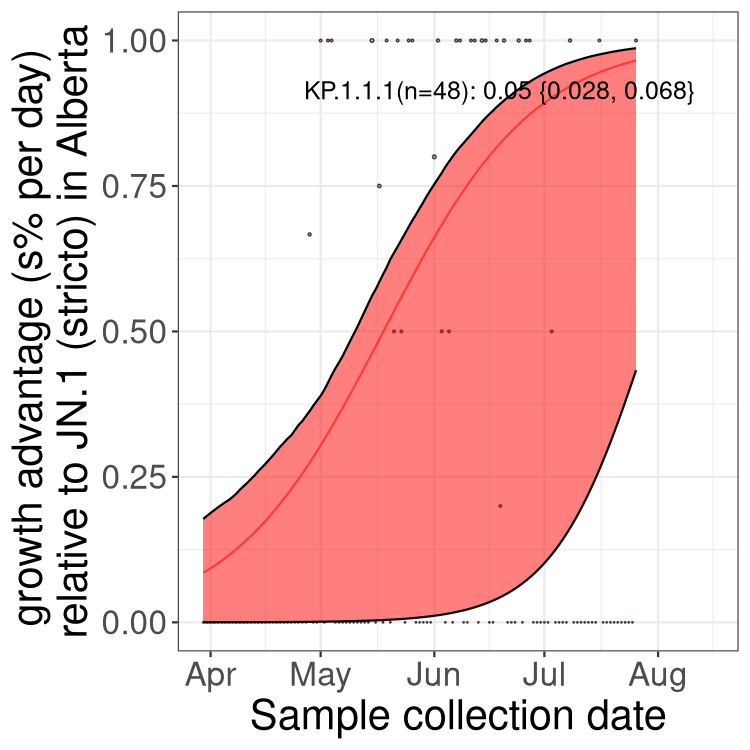 growth advantage (s% per day)
relative to JN.1 (stricto) in Alberta
1.00
0.75
0.50
0.25
0.00
KP.1.1.1(n=48): 0.05 {0.028, 0.068}
Apr May Jun Jul Aug
Sample collection date